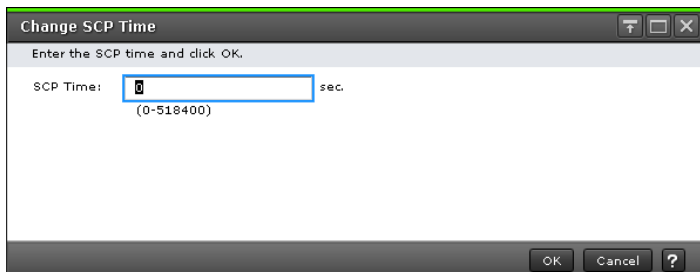 Change SCP Time
Enter the SCP time and click OK.
SCP Time: 0 sec.
(0-518400)
OK Cancel ?